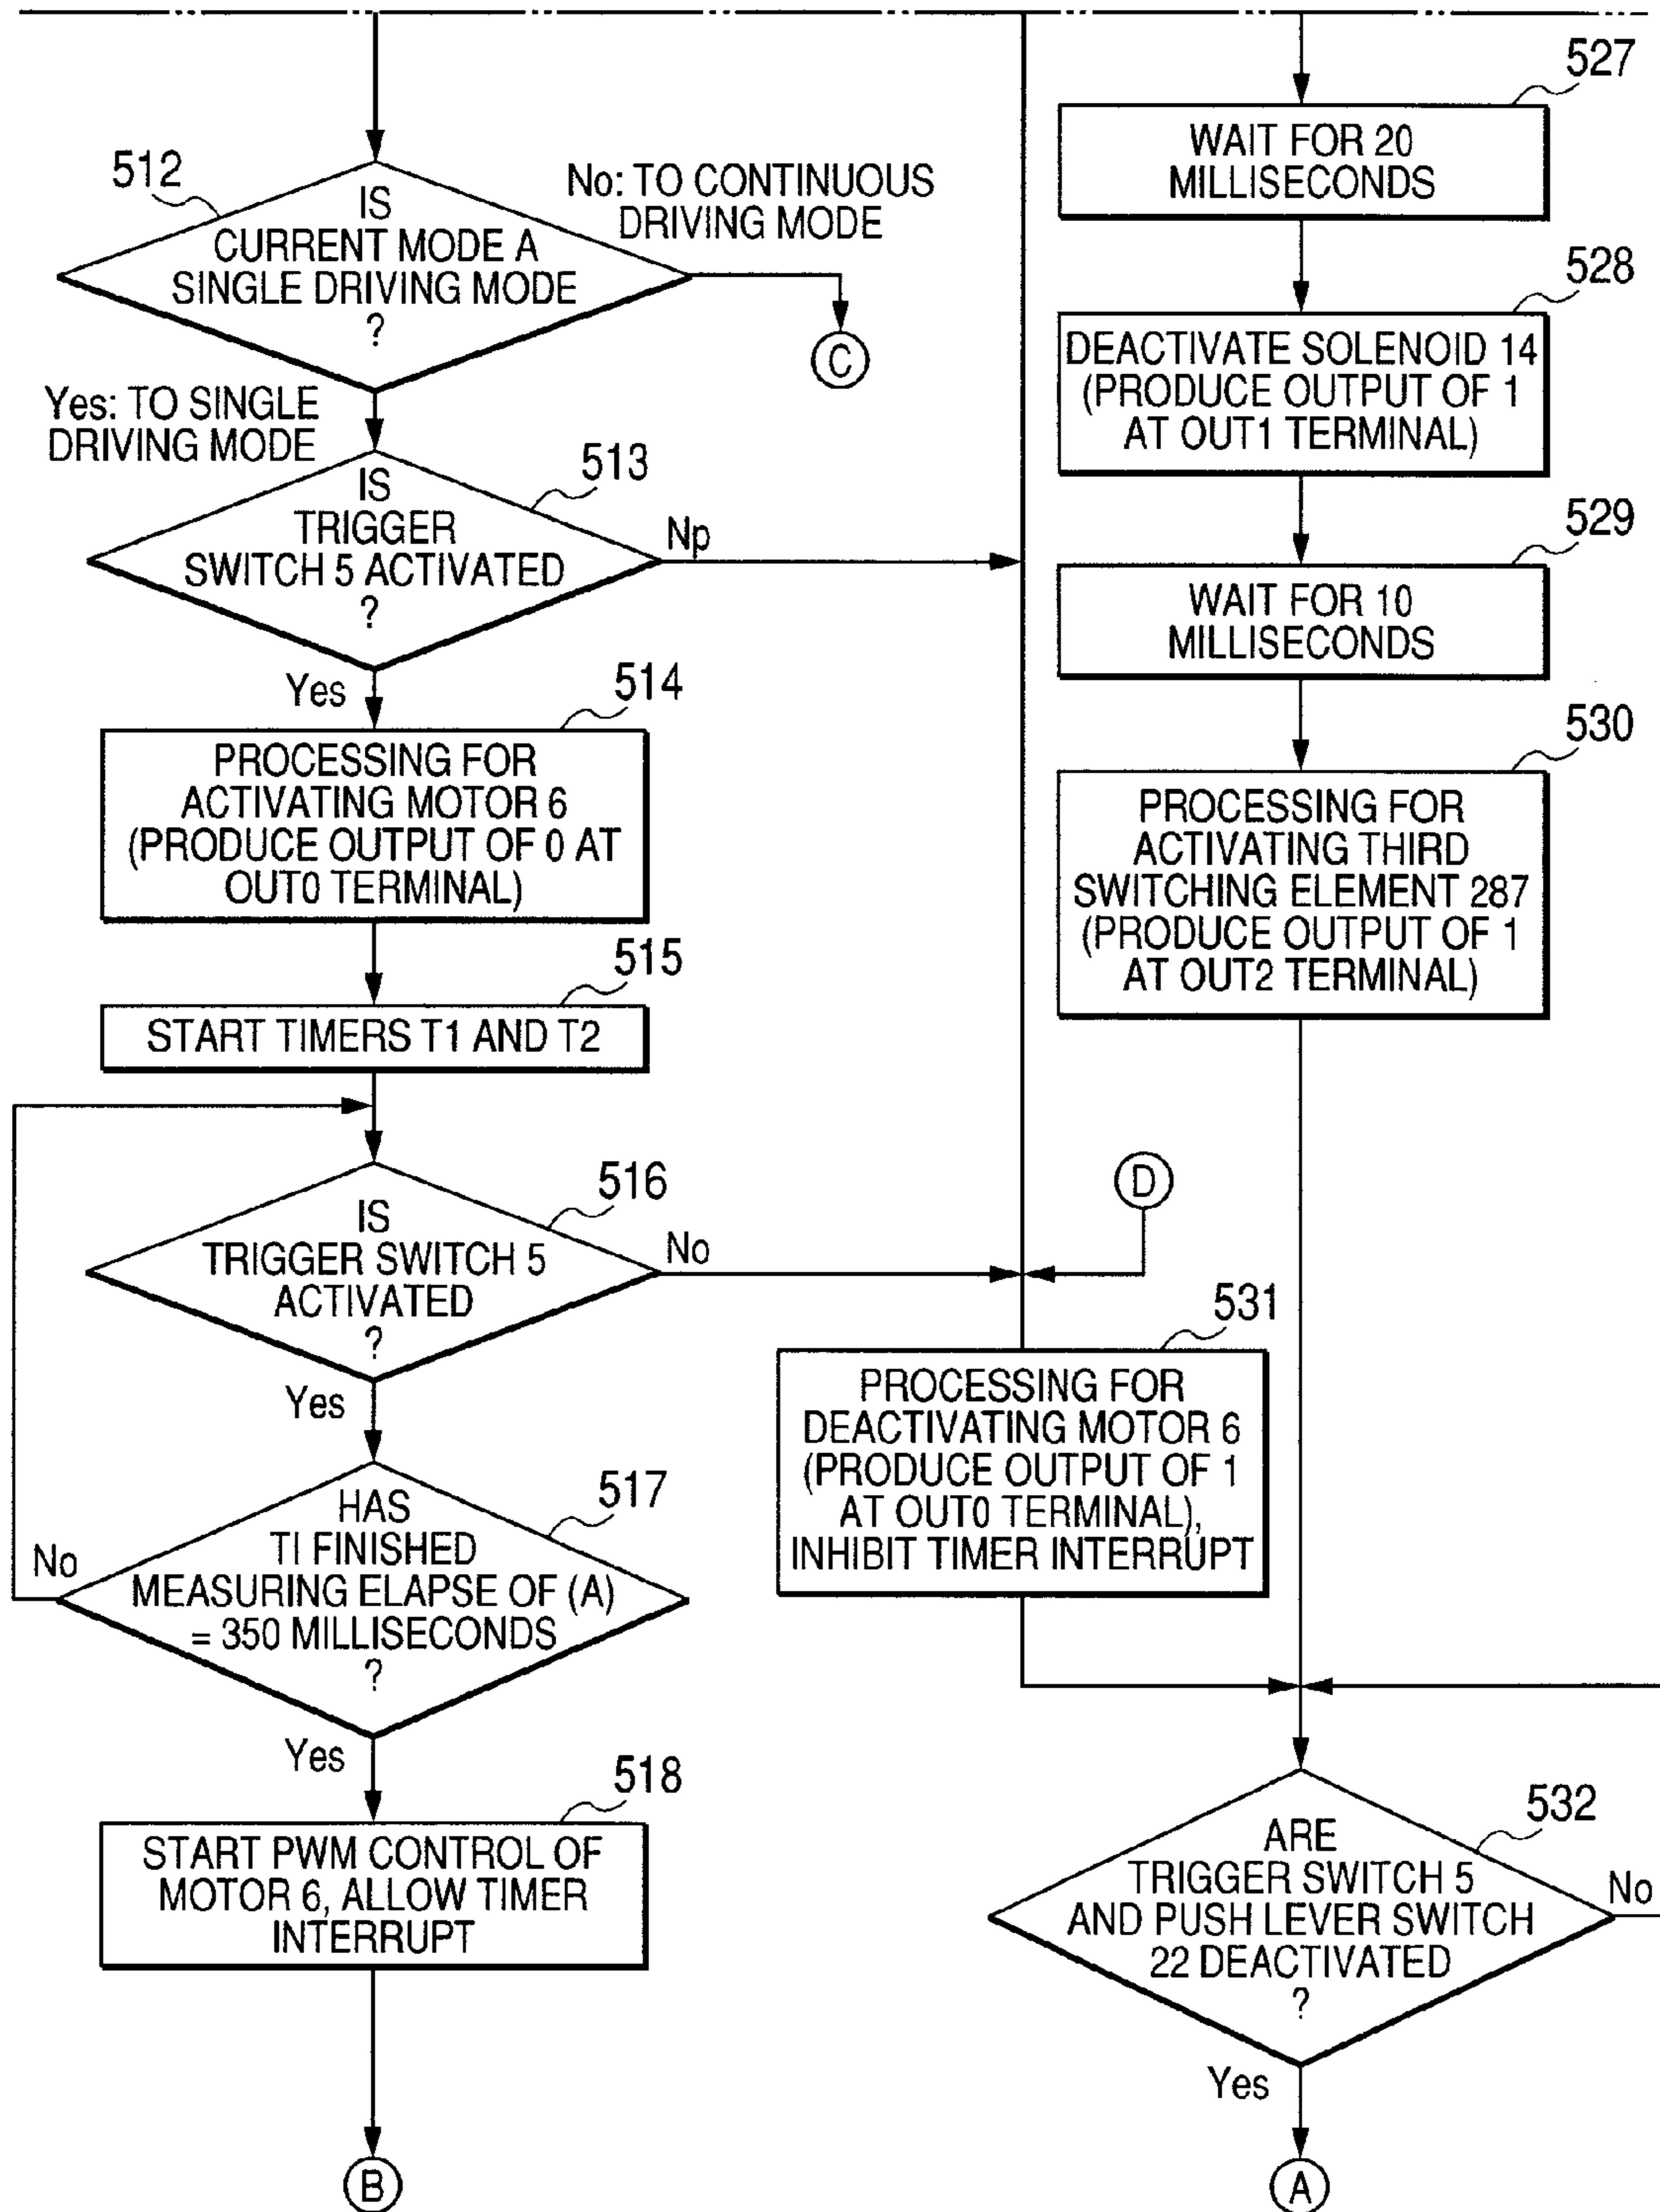 512
IS
CURRENT MODE A
SINGLE DRIVING MODE
?
No: TO CONTINUOUS
DRIVING MODE
C
Yes: TO SINGLE
DRIVING MODE
513
IS
TRIGGER
SWITCH 5 ACTIVATED
?
Np
Yes
514
PROCESSING FOR
ACTIVATING MOTOR 6
(PRODUCE OUTPUT OF 0 AT
OUT0 TERMINAL)
515
START TIMERS T1 AND T2
516
IS
TRIGGER SWITCH 5
ACTIVATED
?
No
Yes
517
HAS
TI FINISHED
MEASURING ELAPSE OF (A)
= 350 MILLISECONDS
?
No
Yes
518
START PWM CONTROL OF
MOTOR 6, ALLOW TIMER
INTERRUPT
B
527
WAIT FOR 20
MILLISECONDS
528
DEACTIVATE SOLENOID 14
(PRODUCE OUTPUT OF 1
AT OUT1 TERMINAL)
529
WAIT FOR 10
MILLISECONDS
530
PROCESSING FOR
ACTIVATING THIRD
SWITCHING ELEMENT 287
(PRODUCE OUTPUT OF 1
AT OUT2 TERMINAL)
D
531
PROCESSING FOR
DEACTIVATING MOTOR 6
(PRODUCE OUTPUT OF 1
AT OUT0 TERMINAL),
INHIBIT TIMER INTERRUPT
532
ARE
TRIGGER SWITCH 5
AND PUSH LEVER SWITCH
22 DEACTIVATED
?
No
Yes
A